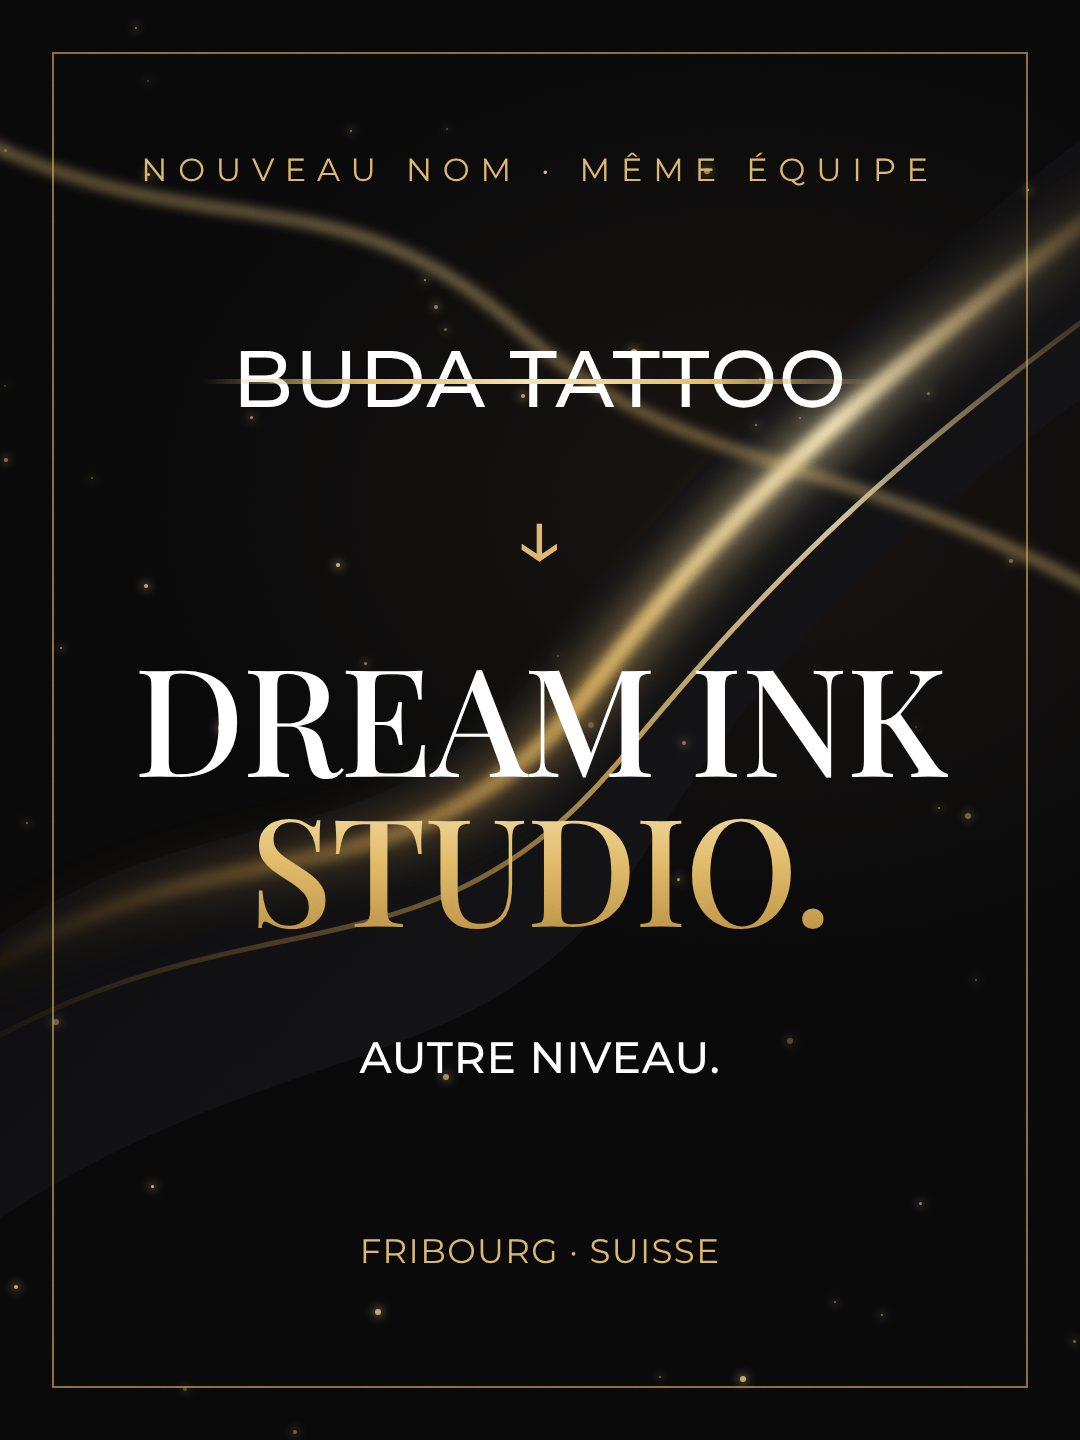 NOUVEAU NOM · MÊME ÉQUIPE
BUDA TATTOO
↓
DREAM INK
STUDIO.
AUTRE NIVEAU.
FRIBOURG · SUISSE